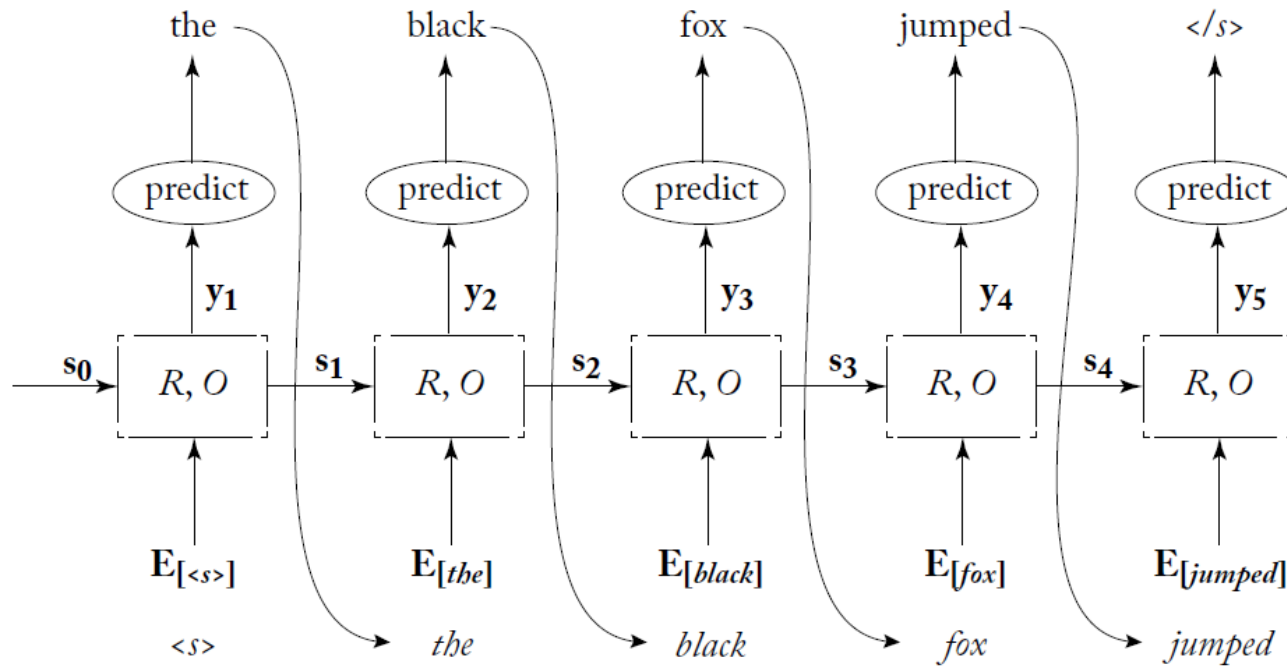 the black fox jumped </s>
predict predict predict predict predict
y1 y2 y3 y4 y5
s0 s1 s2 s3 s4
R, O R, O R, O R, O R, O
E[<s>] E[the] E[black] E[fox] E[jumped]
<s> the black fox jumped